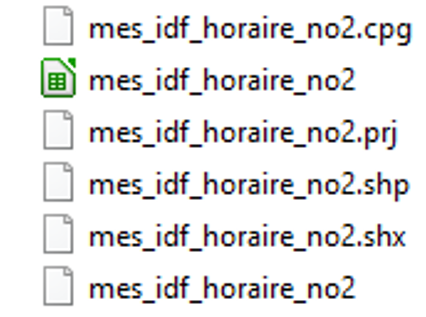 mes_idf_horaire_no2.cpg
mes_idf_horaire_no2
mes_idf_horaire_no2.prj
mes_idf_horaire_no2.shp
mes_idf_horaire_no2.shx
mes_idf_horaire_no2